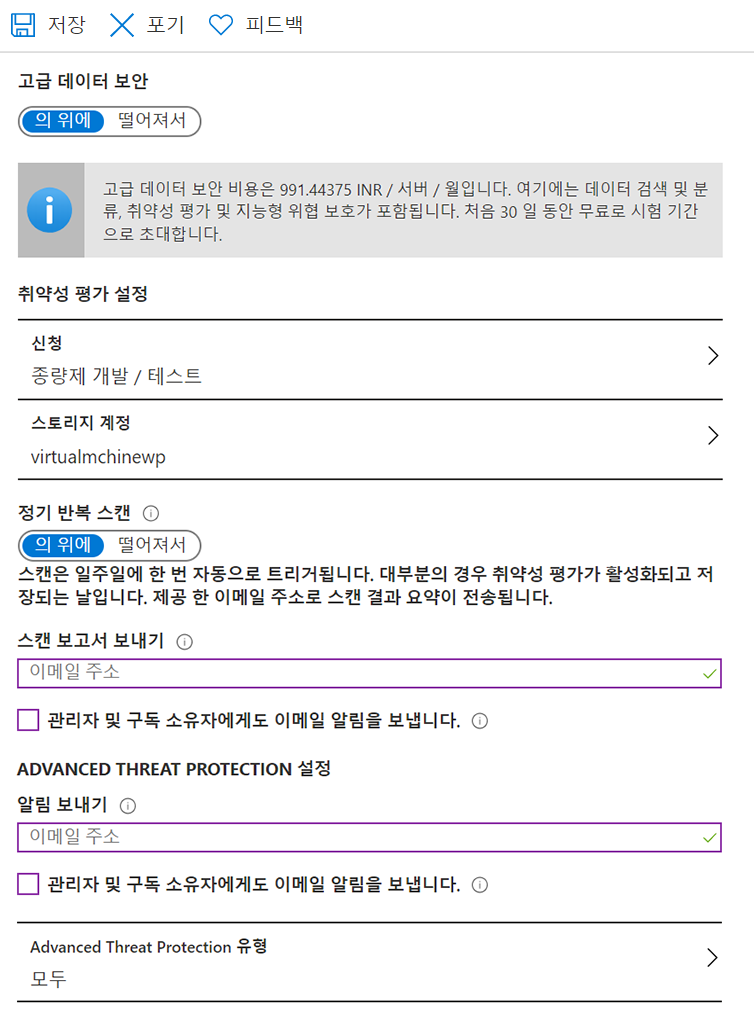 저장 포기 피드백
고급 데이터 보안
의 위에 떨어져서
고급 데이터 보안 비용은 991.44375 INR / 서버 / 월입니다. 여기에는 데이터 검색 및 분
류, 취약성 평가 및 지능형 위협 보호가 포함됩니다. 처음 30 일 동안 무료로 시험 기간
으로 초대합니다.
취약성 평가 설정
신청
종량제 개발 / 테스트
스토리지 계정
virtualmchinewp
정기 반복 스캔
의 위에 떨어져서
스캔은 일주일에 한 번 자동으로 트리거됩니다. 대부분의 경우 취약성 평가가 활성화되고 저
장되는 날입니다. 제공 한 이메일 주소로 스캔 결과 요약이 전송됩니다.
스캔 보고서 보내기
이메일 주소
관리자 및 구독 소유자에게도 이메일 알림을 보냅니다.
ADVANCED THREAT PROTECTION 설정
알림 보내기
이메일 주소
관리자 및 구독 소유자에게도 이메일 알림을 보냅니다.
Advanced Threat Protection 유형
모두